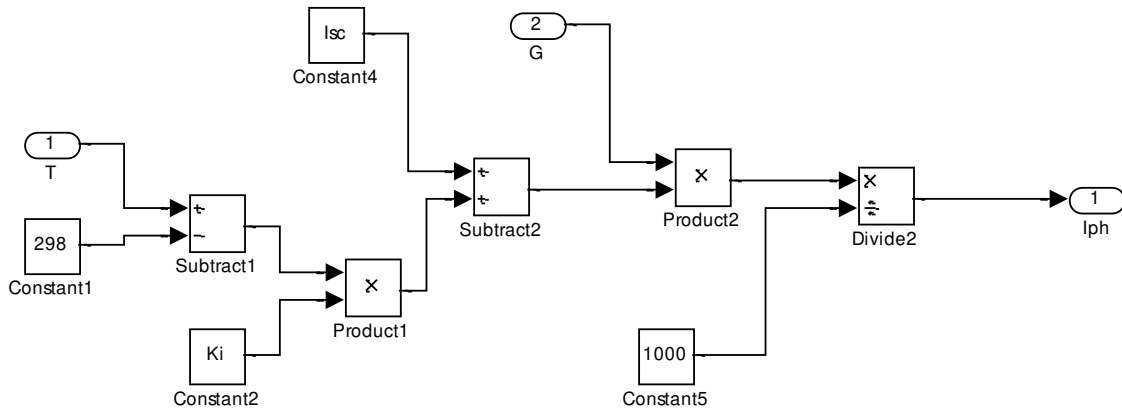 Isc
Constant4
2
G
1
T
+
−
Subtract1
298
Constant1
Ki
Constant2
×
Product1
+
+
Subtract2
×
Product2
×
÷
Divide2
1000
Constant5
1
Iph